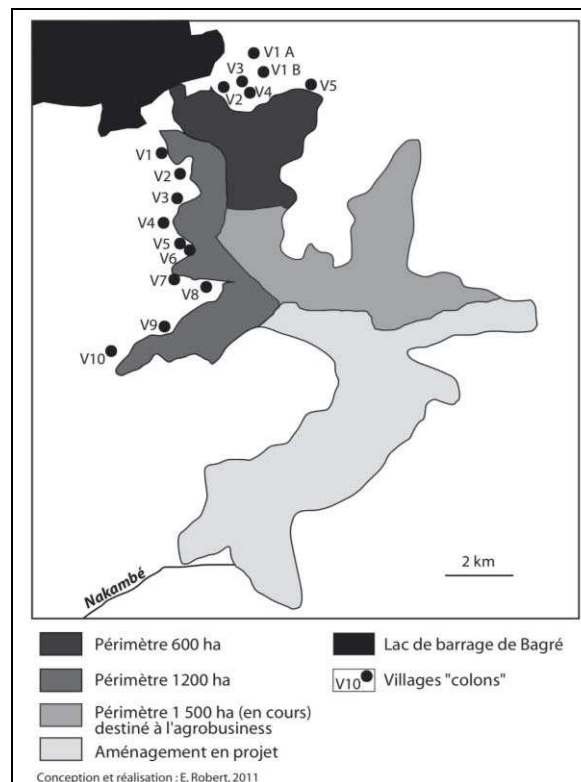 V1 A
V3
V1 B
V2
V4
V5
V1
V2
V3
V4
V5
V6
V7
V8
V9
V10
2 km
Nakambé
Périmètre 600 ha
Lac de barrage de Bagré
Périmètre 1200 ha
V10
Villages "colons"
Périmètre 1 500 ha (en cours)
destiné à l'agrobusiness
Aménagement en projet
Conception et réalisation : E. Robert, 2011